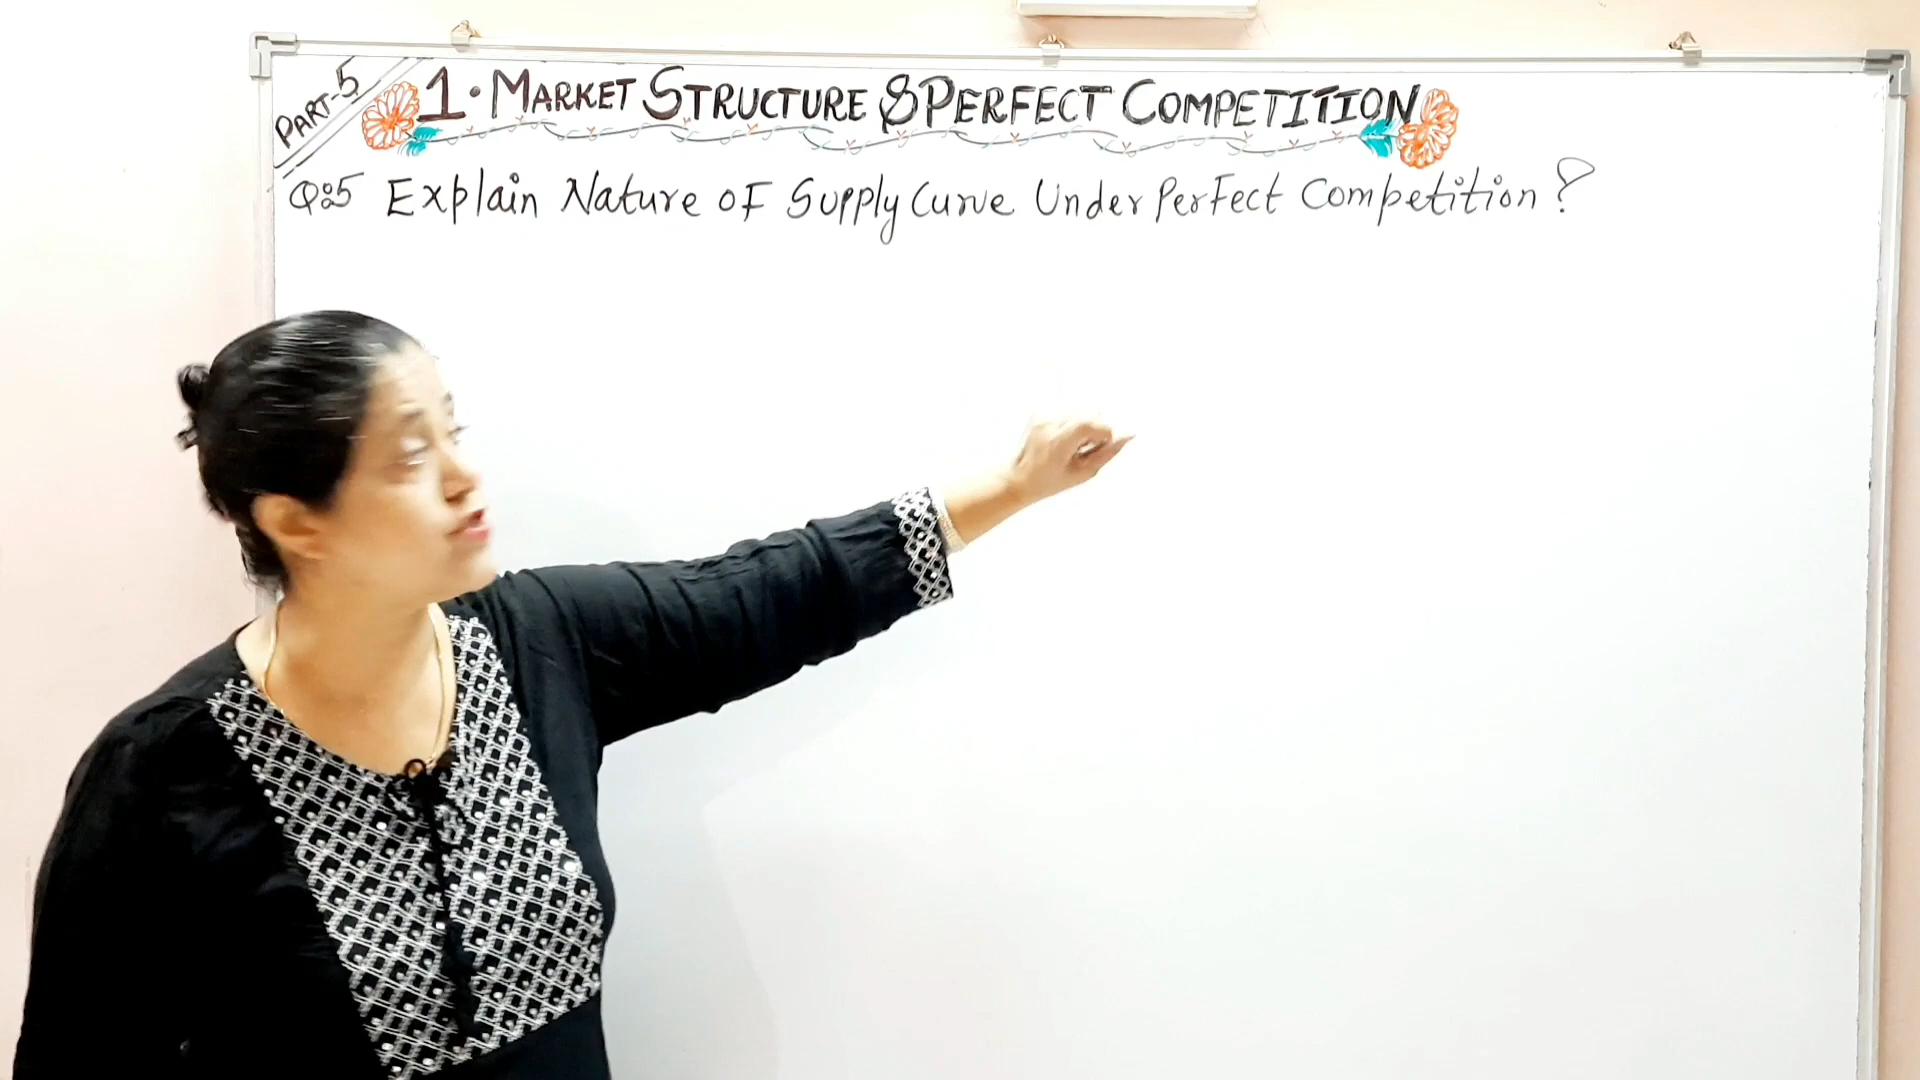 PART-5
1. MARKET STRUCTURE & PERFECT COMPETITION
Q:5 Explain Nature of Supply Curve Under Perfect Competition?